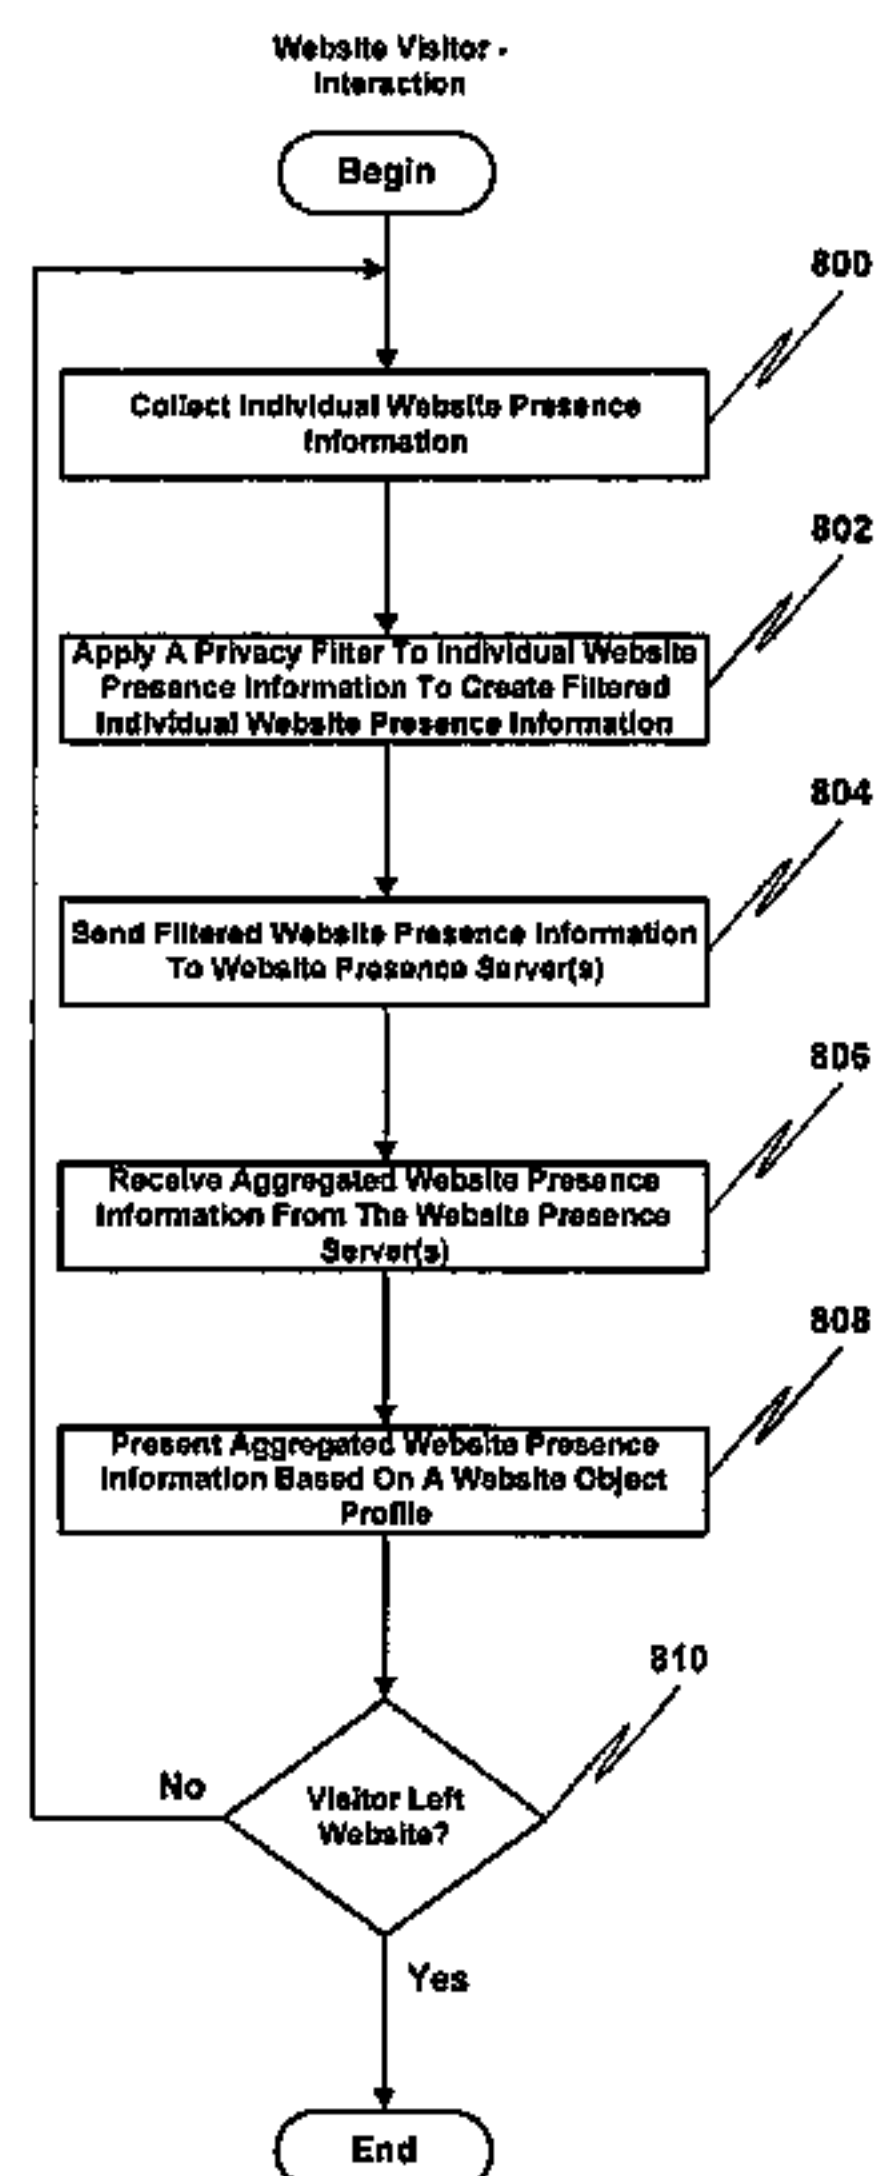 Website Visitor -
Interaction
Begin
800
Collect Individual Website Presence
Information
802
Apply A Privacy Filter To Individual Website
Presence Information To Create Filtered
Individual Website Presence Information
804
Send Filtered Website Presence Information
To Website Presence Server(s)
806
Receive Aggregated Website Presence
Information From The Website Presence
Server(s)
808
Present Aggregated Website Presence
Information Based On A Website Object
Profile
810
No
Visitor Left
Website?
Yes
End